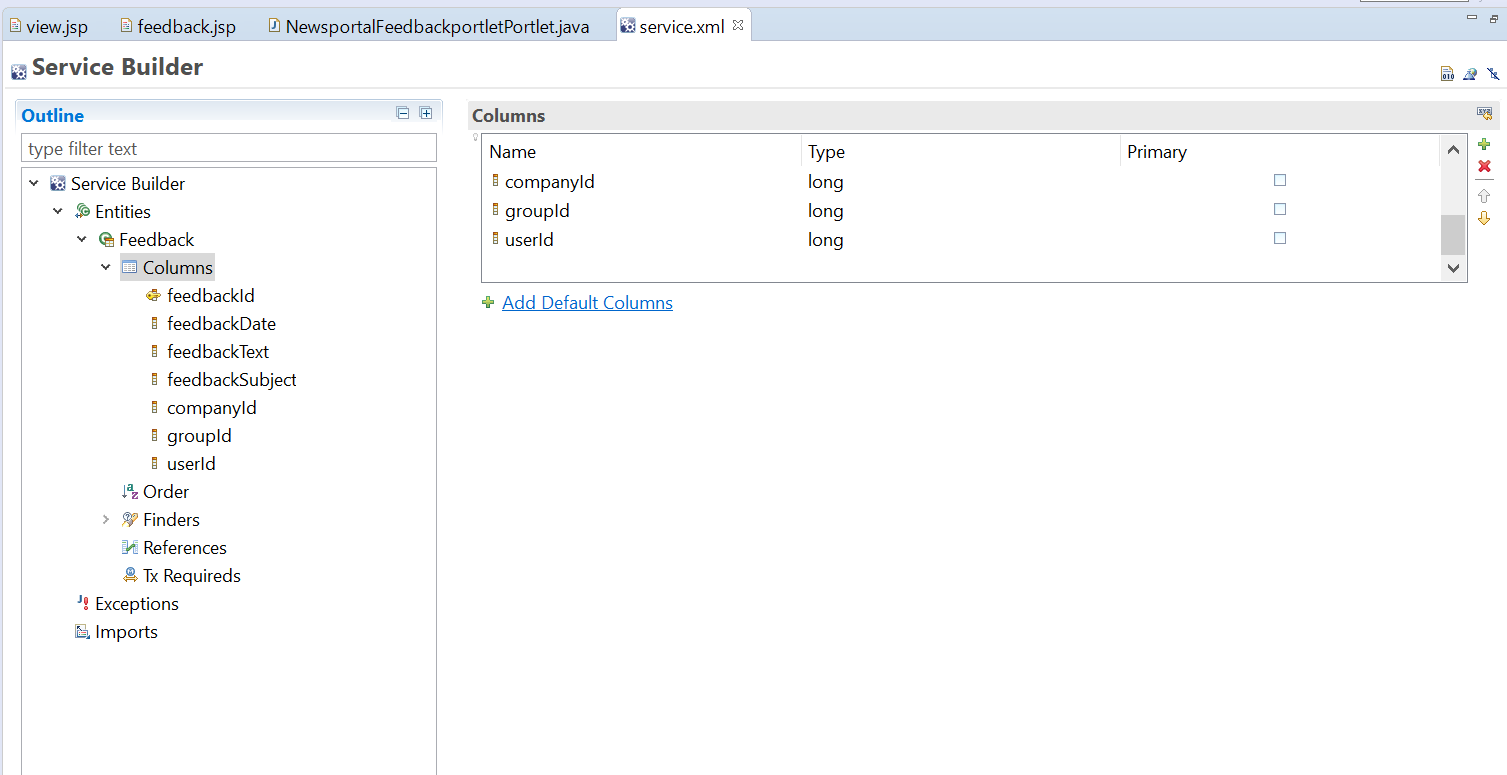 view.jsp
feedback.jsp
NewsportalFeedbackportletPortlet.java
service.xml
Service Builder
Outline
type filter text
Service Builder
Entities
Feedback
Columns
feedbackId
feedbackDate
feedbackText
feedbackSubject
companyId
groupId
userId
Order
Finders
References
Tx Requireds
Exceptions
Imports
Columns
Name Type Primary
companyId long
groupId long
userId long
Add Default Columns